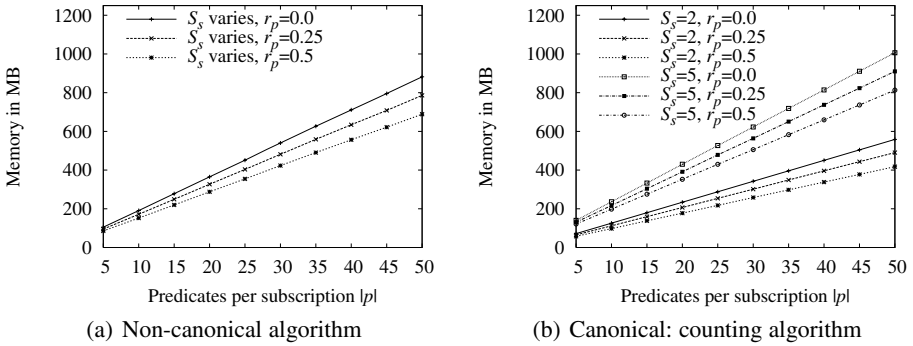 1200
1000
800
600
400
200
0
Memory in MB
S_s varies, r_p=0.0
S_s varies, r_p=0.25
S_s varies, r_p=0.5
5 10 15 20 25 30 35 40 45 50
Predicates per subscription |p|
(a) Non-canonical algorithm
1200
1000
800
600
400
200
0
Memory in MB
S_s=2, r_p=0.0
S_s=2, r_p=0.25
S_s=2, r_p=0.5
S_s=5, r_p=0.0
S_s=5, r_p=0.25
S_s=5, r_p=0.5
5 10 15 20 25 30 35 40 45 50
Predicates per subscription |p|
(b) Canonical: counting algorithm